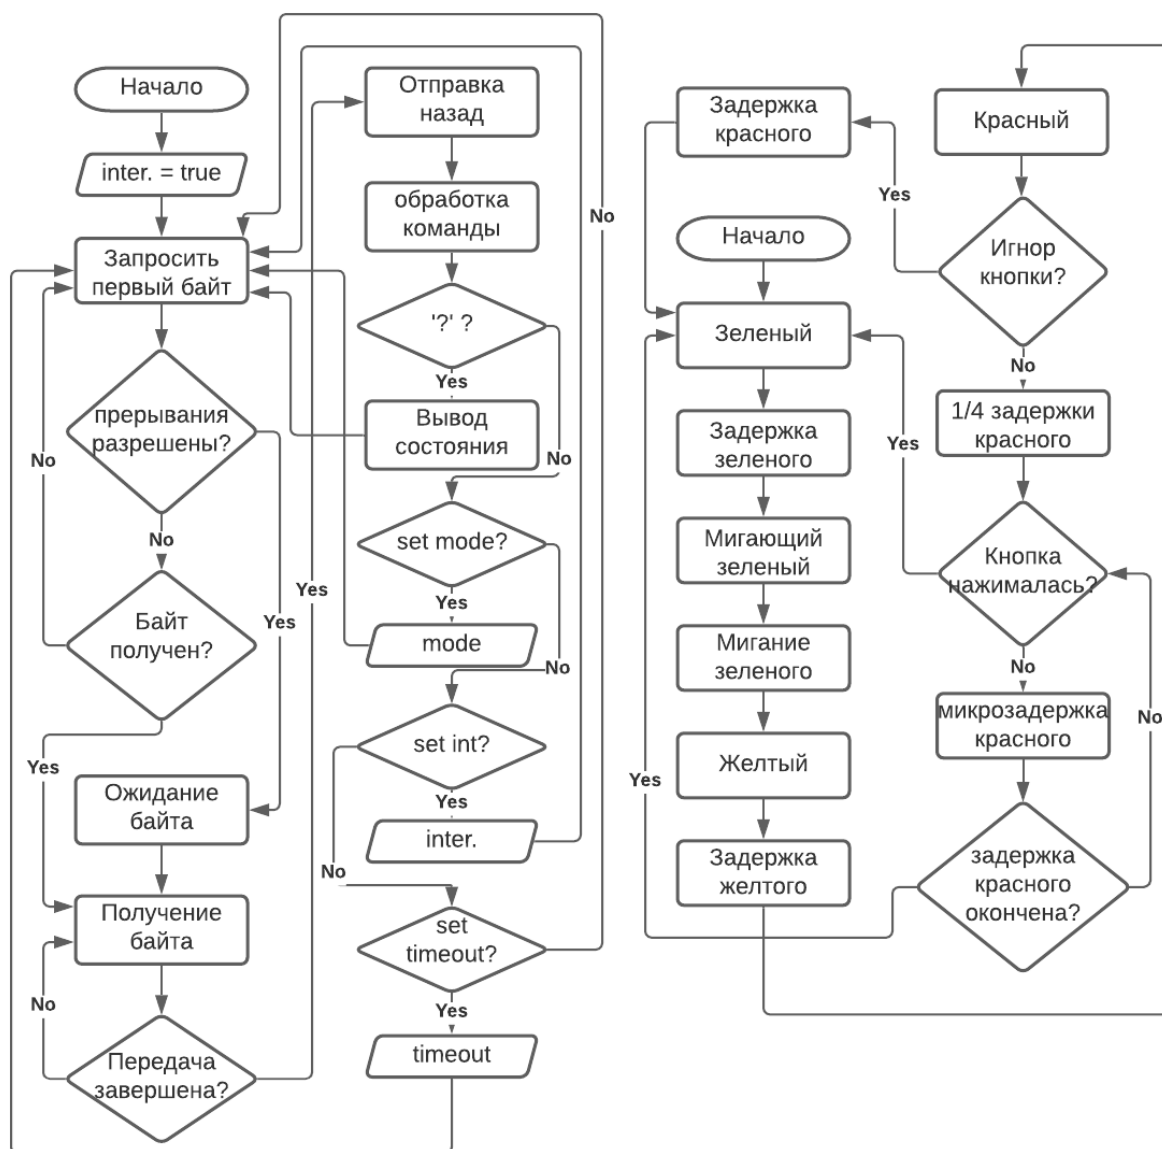 Начало
inter. = true
Запросить
первый байт
прерывания
разрешены?
No
No
Yes
Байт
получен?
Yes
Ожидание
байта
Получение
байта
No
Передача
завершена?
Yes
Отправка
назад
обработка
команды
'?' ?
Yes
Вывод
состояния
No
set mode?
Yes
mode
No
set int?
Yes
inter.
No
set
timeout?
No
Yes
timeout
Начало
Зеленый
Задержка
зеленого
Мигающий
зеленый
Мигание
зеленого
Желтый
Задержка
желтого
Красный
Игнор
кнопки?
Yes
Задержка
красного
No
1/4 задержки
красного
Кнопка
нажималась?
Yes
No
микрозадержка
красного
задержка
красного
окончена?
No
Yes